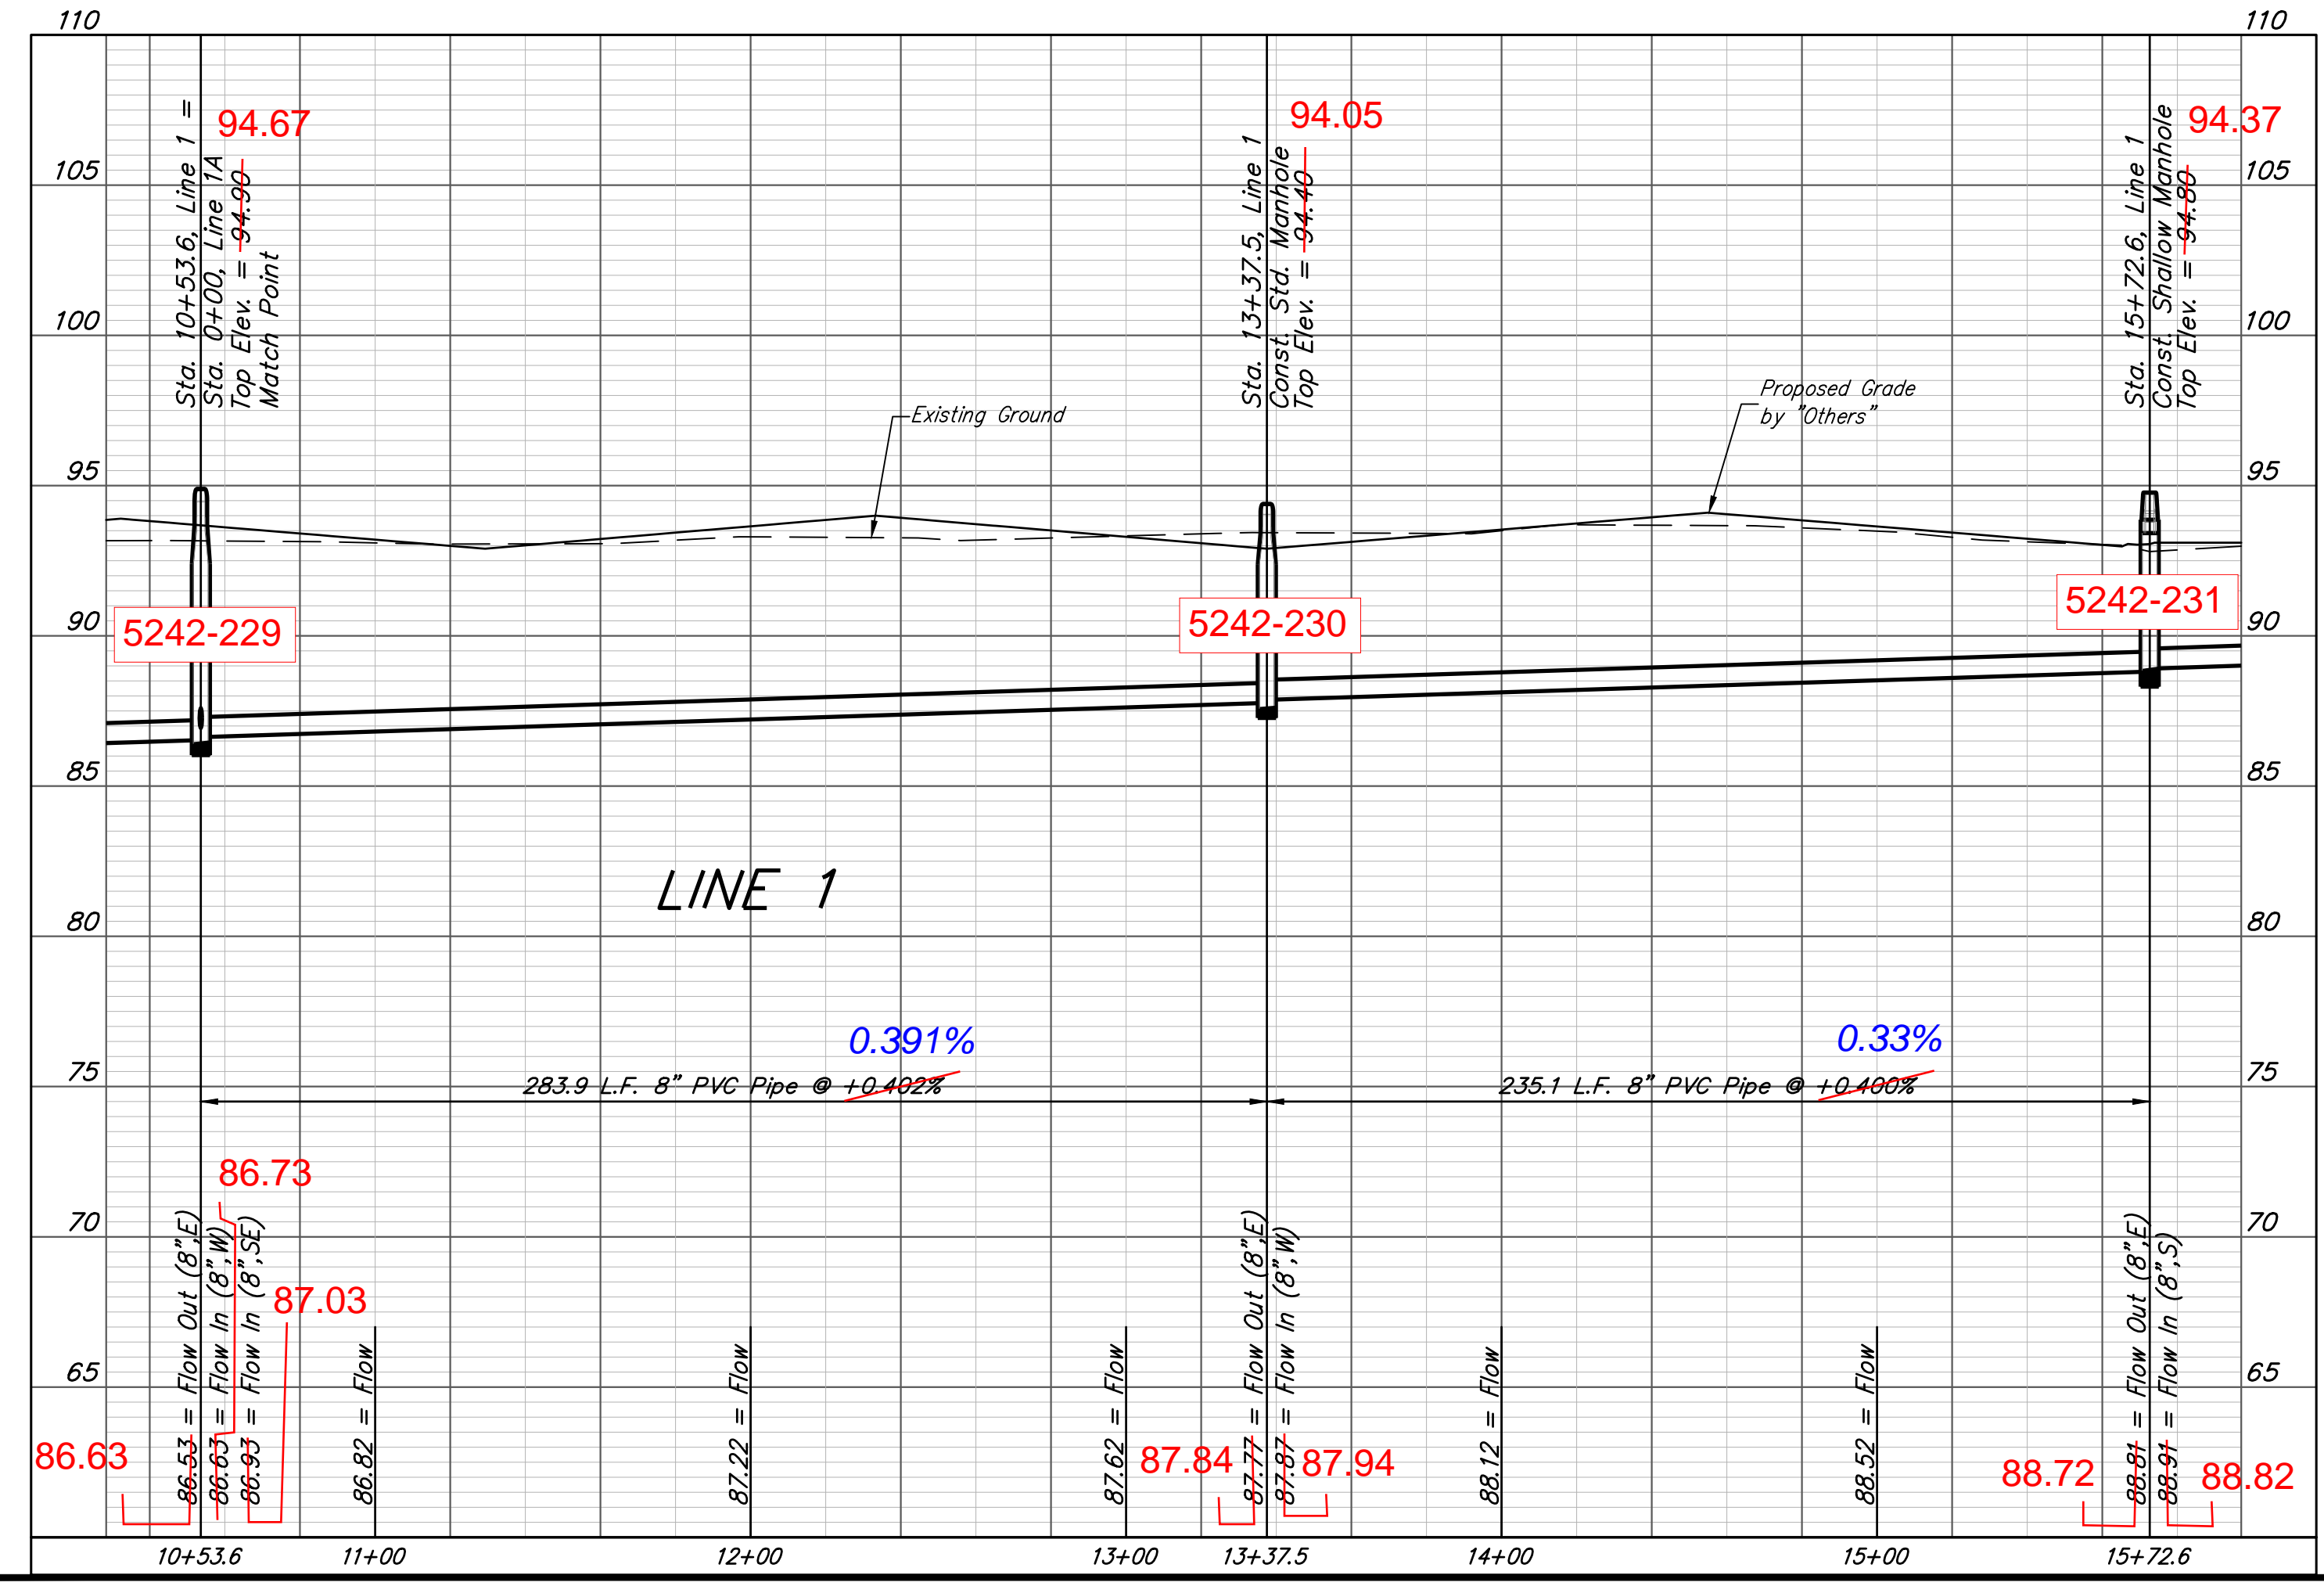 110
110
105
105
100
100
95
95
90
90
85
85
80
80
75
75
70
70
65
65
Sta. 10+53.6, Line 1 =
Sta. 0+00, Line 1A
Top Elev. = 94.90
Match Point
94.67
Sta. 13+37.5, Line 1
Const. Std. Manhole
Top Elev. = 94.40
94.05
Sta. 15+72.6, Line 1
Const. Shallow Manhole
Top Elev. = 94.80
94.37
Existing Ground
Proposed Grade
by "Others"
5242-229
5242-230
5242-231
LINE 1
0.391%
283.9 L.F. 8" PVC Pipe @ +0.402%
0.33%
235.1 L.F. 8" PVC Pipe @ +0.400%
86.73
87.03
86.63
86.53 = Flow Out (8",E)
86.63 = Flow In (8",W)
86.93 = Flow In (8",SE)
86.82 = Flow
87.22 = Flow
87.62 = Flow
87.84
87.77 = Flow Out (8",E)
87.87 = Flow In (8",W)
87.94
88.12 = Flow
88.52 = Flow
88.72
88.81 = Flow Out (8",E)
88.91 = Flow In (8",S)
88.82
10+53.6
11+00
12+00
13+00
13+37.5
14+00
15+00
15+72.6